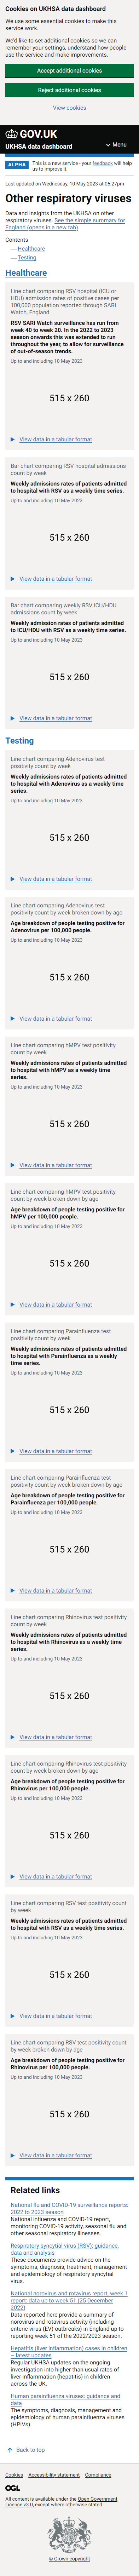 Cookies on UKHSA data dashboard
We use some essential cookies to make this
service work.
We'd like to set additional cookies so we can
remember your settings, understand how people
use the service and make improvements.
Accept additional cookies
Reject additional cookies
View cookies
GOV.UK
UKHSA data dashboard
Menu
ALPHA
This is a new service - your feedback will help
us to improve it.
Last updated on Wednesday, 10 May 2023 at 05:27pm
Other respiratory viruses
Data and insights from the UKHSA on other
respiratory viruses. See the simple summary for
England (opens in a new tab).
Contents
— Healthcare
— Testing
Healthcare
Line chart comparing RSV hospital (ICU or
HDU) admission rates of positive cases per
100,000 population reported through SARI
Watch, England
RSV SARI Watch surveillance has run from
week 40 to week 20. In the 2022 to 2023
season onwards this was extended to run
throughout the year, to allow for surveillance
of out-of-season trends.
Up to and including 10 May 2023
515 x 260
View data in a tabular format
Bar chart comparing RSV hospital admissions
count by week
Weekly admissions rates of patients admitted
to hospital with RSV as a weekly time series.
Up to and including 10 May 2023
515 x 260
View data in a tabular format
Bar chart comparing weekly RSV ICU/HDU
admissions count by week
Weekly admission rates of patients admitted
to ICU/HDU with RSV as a weekly time series.
Up to and including 10 May 2023
515 x 260
View data in a tabular format
Testing
Line chart comparing Adenovirus test
positivity count by week
Weekly admissions rates of patients admitted
to hospital with Adenovirus as a weekly time
series.
Up to and including 10 May 2023
515 x 260
View data in a tabular format
Line chart comparing Adenovirus test
positivity count by week broken down by age
Age breakdown of people testing positive for
Adenovirus per 100,000 people.
Up to and including 10 May 2023
515 x 260
View data in a tabular format
Line chart comparing hMPV test positivity
count by week
Weekly admissions rates of patients admitted
to hospital with hMPV as a weekly time
series.
Up to and including 10 May 2023
515 x 260
View data in a tabular format
Line chart comparing hMPV test positivity
count by week broken down by age
Age breakdown of people testing positive for
hMPV per 100,000 people.
Up to and including 10 May 2023
515 x 260
View data in a tabular format
Line chart comparing Parainfluenza test
positivity count by week
Weekly admissions rates of patients admitted
to hospital with Parainfluenza as a weekly
time series.
Up to and including 10 May 2023
515 x 260
View data in a tabular format
Line chart comparing Parainfluenza test
positivity count by week broken down by age
Age breakdown of people testing positive for
Parainfluenza per 100,000 people.
Up to and including 10 May 2023
515 x 260
View data in a tabular format
Line chart comparing Rhinovirus test positivity
count by week
Weekly admissions rates of patients admitted
to hospital with Rhinovirus as a weekly time
series.
Up to and including 10 May 2023
515 x 260
View data in a tabular format
Line chart comparing Rhinovirus test positivity
count by week broken down by age
Age breakdown of people testing positive for
Rhinovirus per 100,000 people.
Up to and including 10 May 2023
515 x 260
View data in a tabular format
Line chart comparing RSV test positivity count
by week
Weekly admissions rates of patients admitted
to hospital with RSV as a weekly time series.
Up to and including 10 May 2023
515 x 260
View data in a tabular format
Line chart comparing RSV test positivity count
by week broken down by age
Age breakdown of people testing positive for
Rhinovirus per 100,000 people.
Up to and including 10 May 2023
515 x 260
View data in a tabular format
Related links
National flu and COVID-19 surveillance reports:
2022 to 2023 season
National influenza and COVID-19 report,
monitoring COVID-19 activity, seasonal flu and
other seasonal respiratory illnesses.
Respiratory syncytial virus (RSV): guidance,
data and analysis
These documents provide advice on the
symptoms, diagnosis, treatment, management
and epidemiology of respiratory syncytial
virus.
National norovirus and rotavirus report, week 1
report: data up to week 51 (25 December
2022)
Data reported here provide a summary of
norovirus and rotavirus activity (including
enteric virus (EV) outbreaks) in England up to
reporting week 51 of the 2022/2023 season.
Hepatitis (liver inflammation) cases in children
– latest updates
Regular UKHSA updates on the ongoing
investigation into higher than usual rates of
liver inflammation (hepatitis) in children
across the UK.
Human parainfluenza viruses: guidance and
data
The symptoms, diagnosis, management and
epidemiology of human parainfluenza viruses
(HPIVs).
Back to top
Cookies Accessibility statement Compliance
OGL
All content is available under the Open Government
Licence v3.0, except where otherwise stated
© Crown copyright